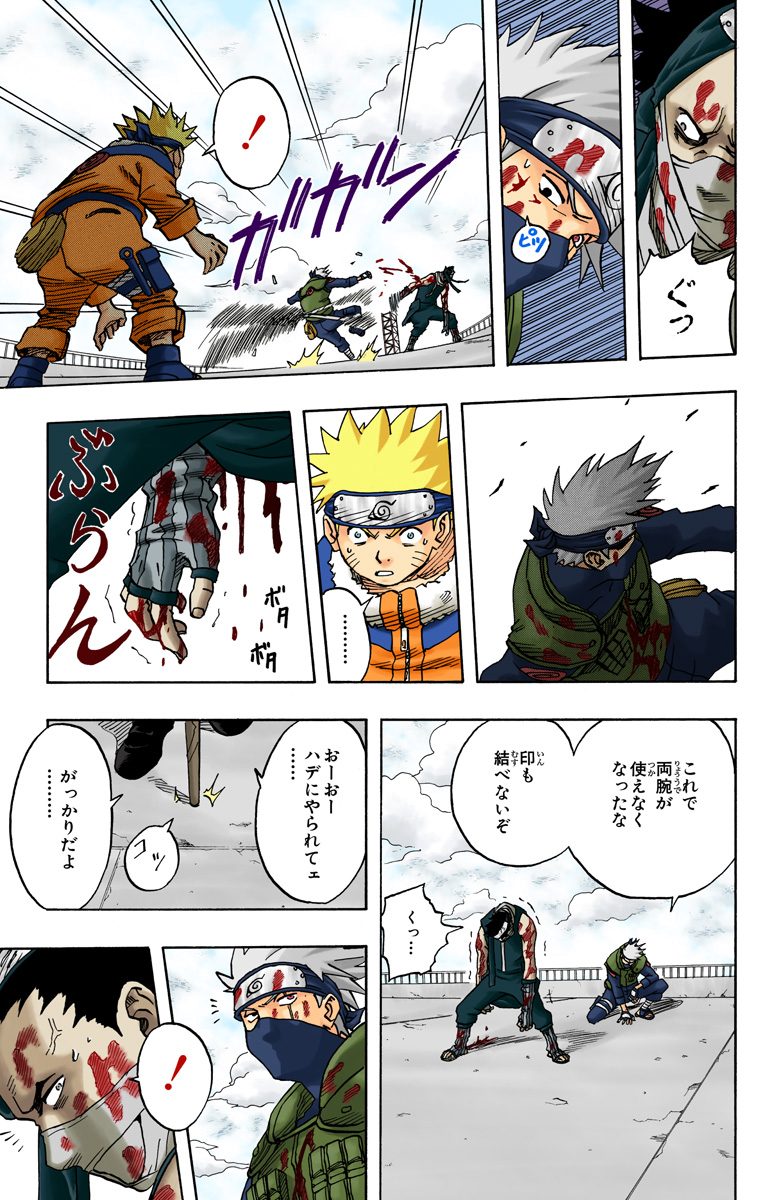 ぐっ
ピッ
ガガーン
！
………
ぶらん
ボタ
ボタ
これで
両腕が
使えなく
なったな
印も
結べないぞ
くっ…
おーおー
ハデにやられてェ
……
コッ
がっかりだよ
………
！